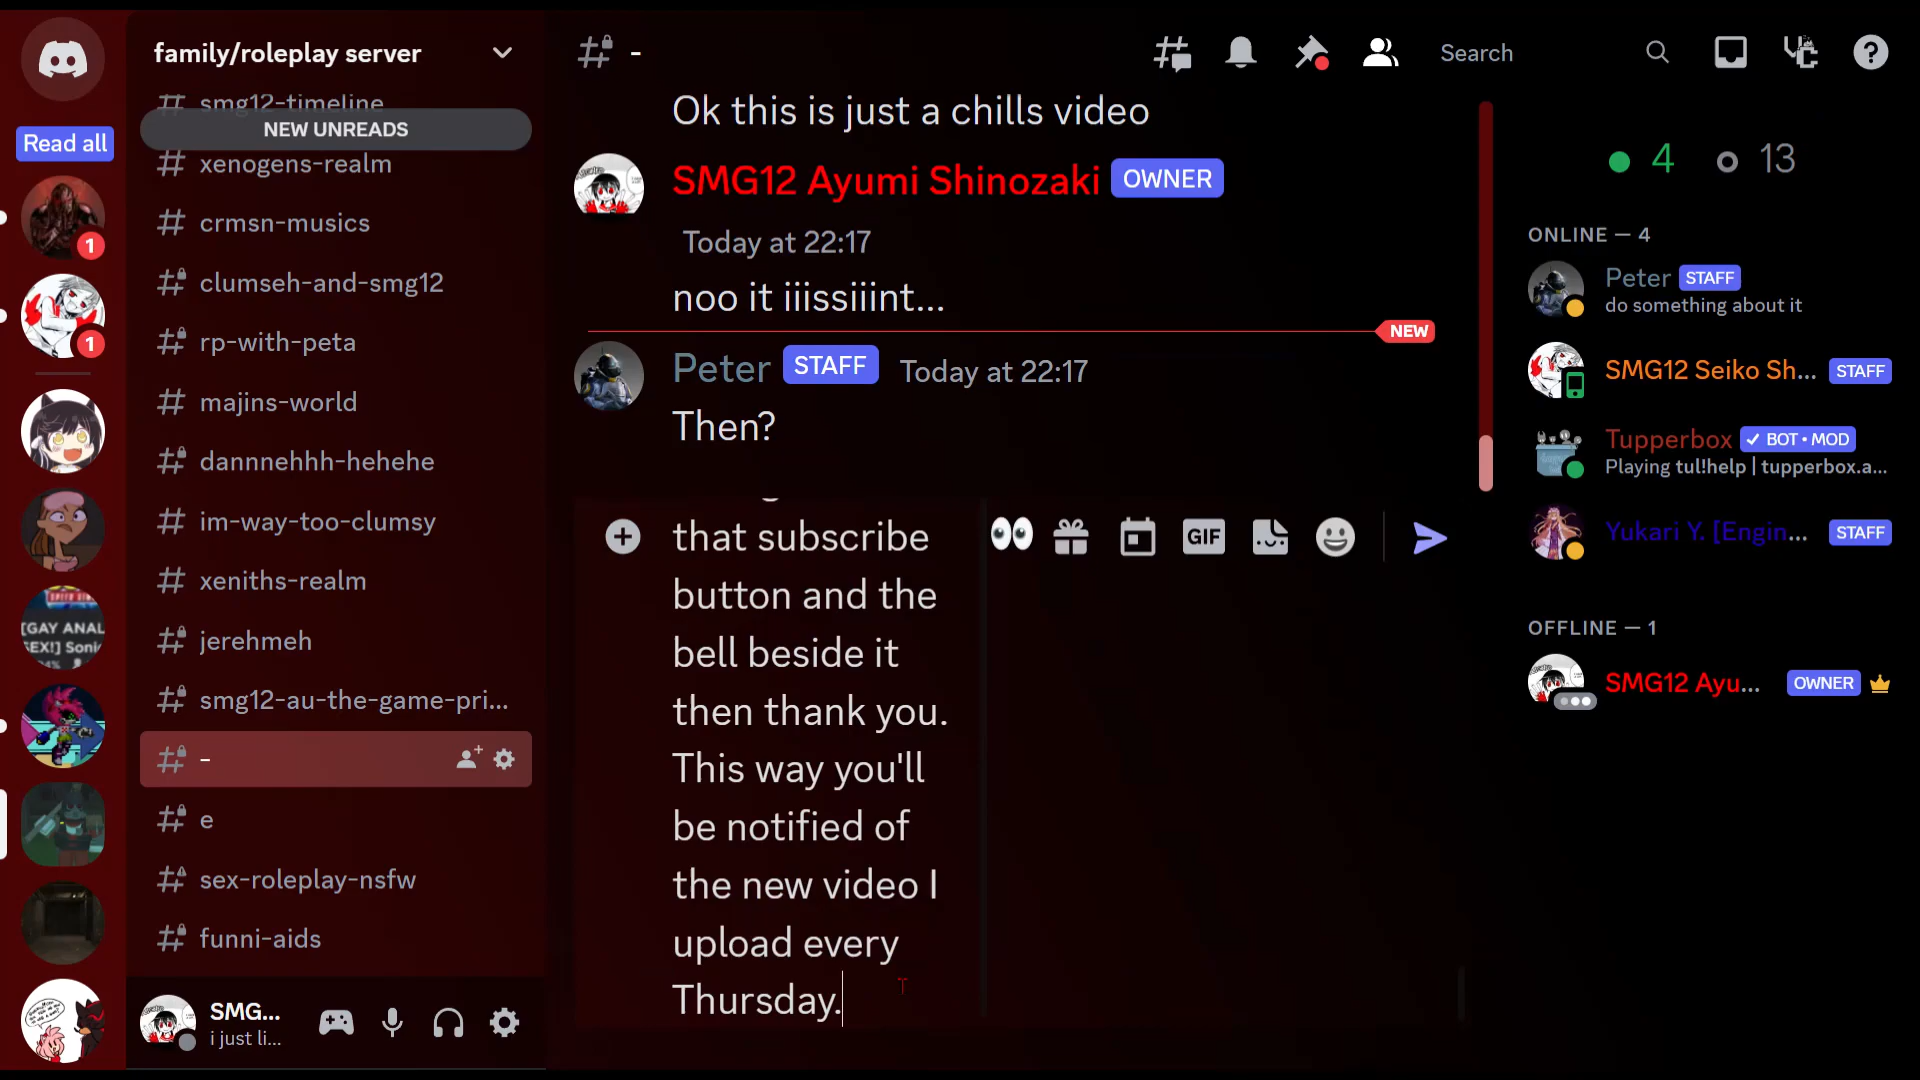 Read all
[GAY ANAL
SEX!] Soni
1
1
family/roleplay server
smg12-timeline
NEW UNREADS
xenogens-realm
crmsn-musics
clumseh-and-smg12
rp-with-peta
majins-world
dannnehhh-hehehe
im-way-too-clumsy
xeniths-realm
jerehmeh
smg12-au-the-game-pri...
-
e
sex-roleplay-nsfw
funni-aids
SMG...
i just li...
-
Search
Ok this is just a chills video
SMG12 Ayumi Shinozaki OWNER
Today at 22:17
noo it iiissiiint...
NEW
Peter STAFF Today at 22:17
Then?
that subscribe
button and the
bell beside it
then thank you.
This way you'll
be notified of
the new video I
upload every
Thursday.
GIF
4 13
ONLINE — 4
Peter STAFF
do something about it
SMG12 Seiko Sh... STAFF
Tupperbox ✓ BOT • MOD
Playing tul!help | tupperbox.a...
Yukari Y. [Engin... STAFF
OFFLINE — 1
SMG12 Ayu... OWNER